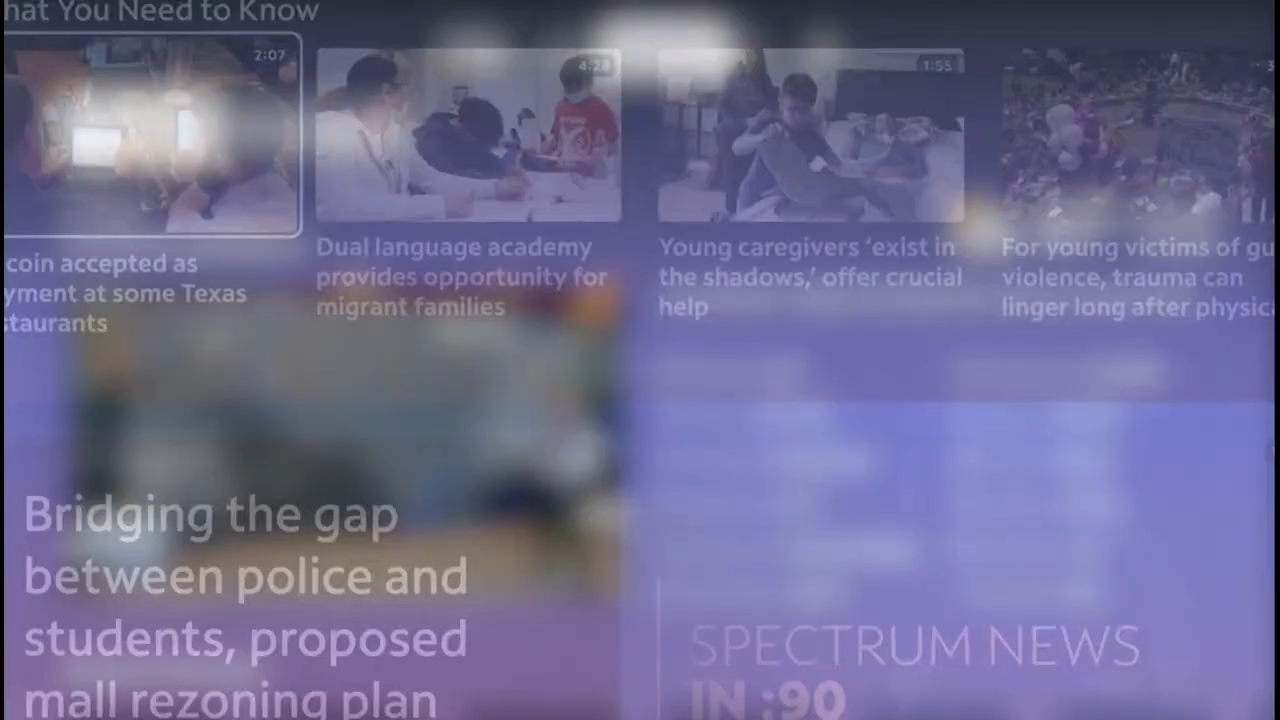 hat You Need to Know
2:07
4:28
1:55
coin accepted as
yment at some Texas
staurants
Dual language academy
provides opportunity for
migrant families
Young caregivers ‘exist in
the shadows,’ offer crucial
help
For young victims of gu
violence, trauma can
linger long after physica
Bridging the gap
between police and
students, proposed
mall rezoning plan
SPECTRUM NEWS
IN :90